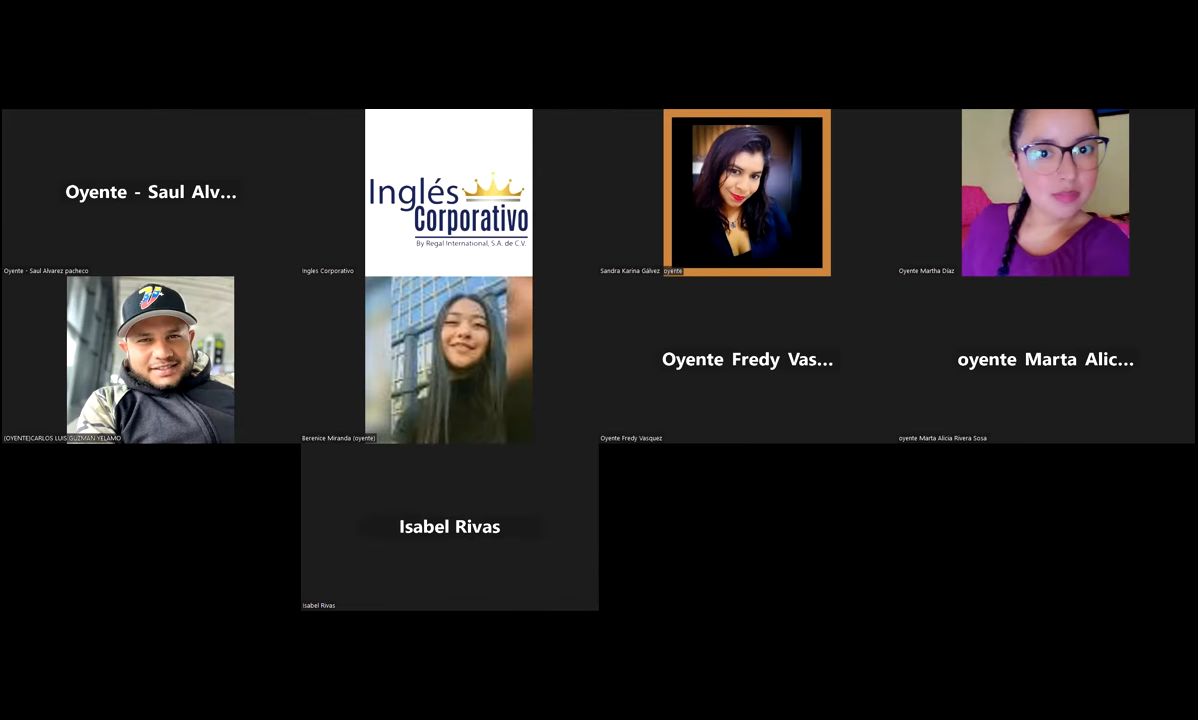 Oyente - Saul Alv...
Oyente - Saul Alvarez pacheco
Inglés
Corporativo
By Regal International, S.A. de C.V.
Ingles Corporativo
Sandra Karina Gálvez oyente
Oyente Martha Díaz
(OYENTE)CARLOS LUIS GUZMAN YELAMO
Berenice Miranda (oyente)
Oyente Fredy Vas...
Oyente Fredy Vasquez
oyente Marta Alic...
oyente Marta Alicia Rivera Sosa
Isabel Rivas
Isabel Rivas